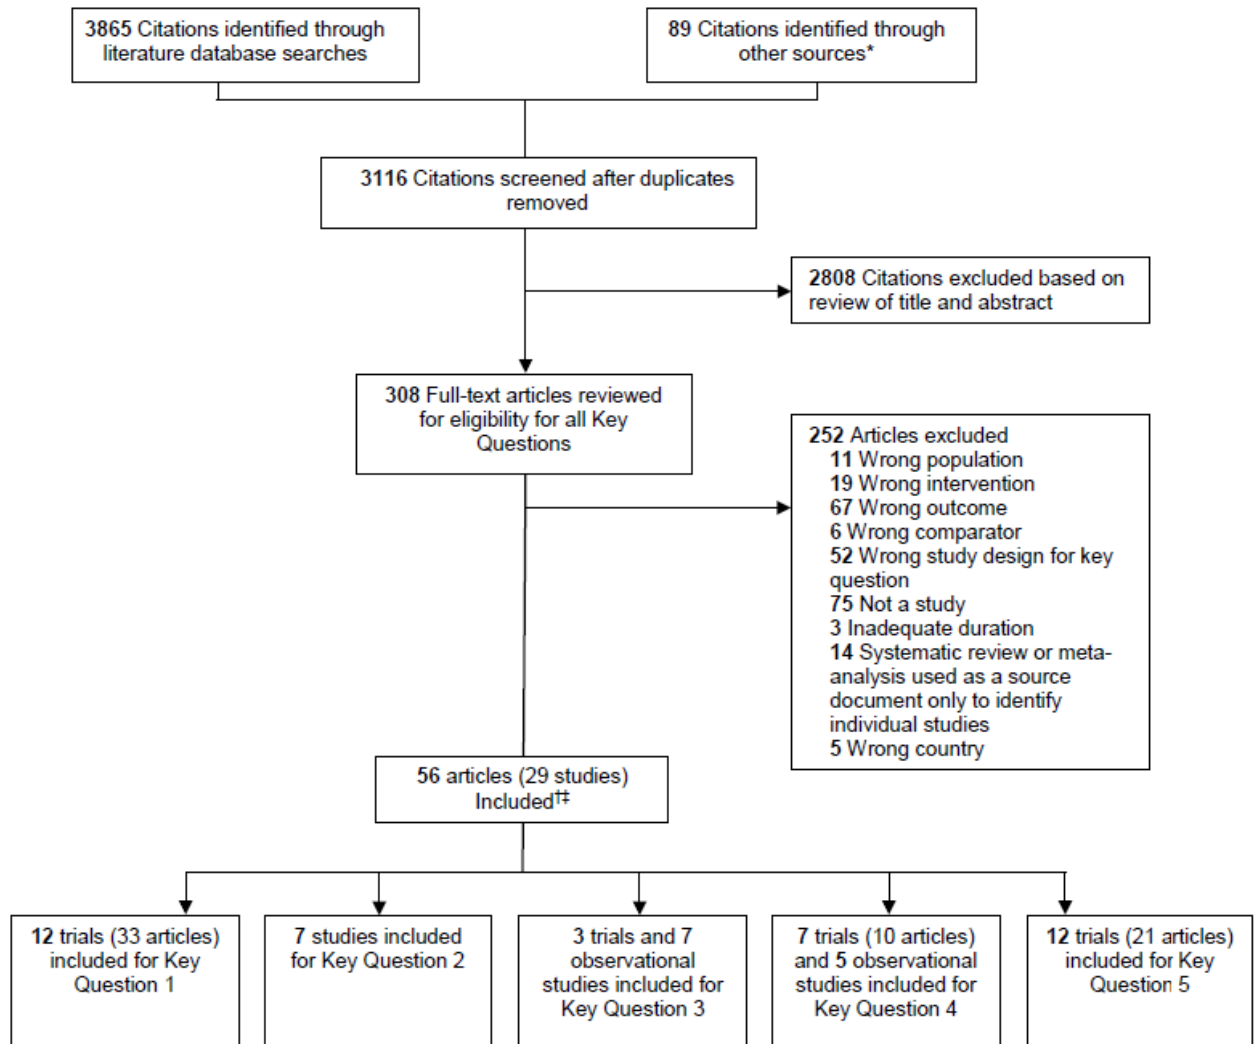 3865 Citations identified through
literature database searches
89 Citations identified through
other sources*
3116 Citations screened after duplicates
removed
2808 Citations excluded based on
review of title and abstract
308 Full-text articles reviewed
for eligibility for all Key
Questions
252 Articles excluded
11 Wrong population
19 Wrong intervention
67 Wrong outcome
6 Wrong comparator
52 Wrong study design for key
question
75 Not a study
3 Inadequate duration
14 Systematic review or meta-
analysis used as a source
document only to identify
individual studies
5 Wrong country
56 articles (29 studies)
Included†‡
12 trials (33 articles)
included for Key
Question 1
7 studies included
for Key Question 2
3 trials and 7
observational
studies included for
Key Question 3
7 trials (10 articles)
and 5 observational
studies included for
Key Question 4
12 trials (21 articles)
included for Key
Question 5